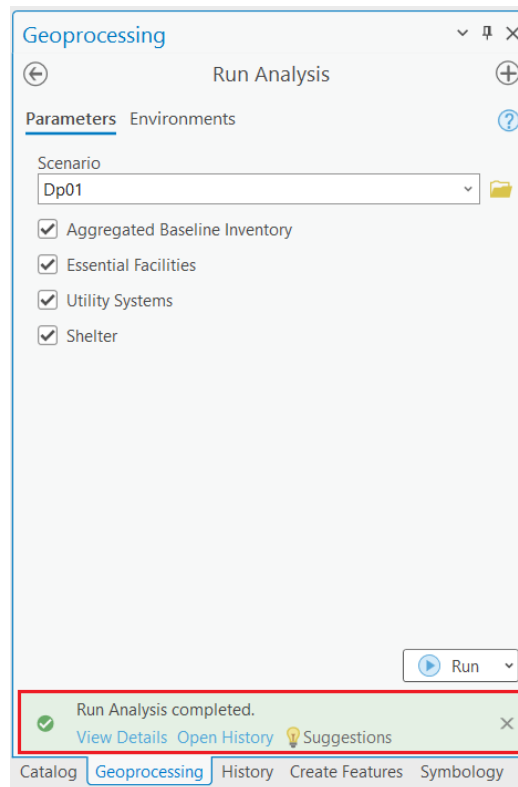 Geoprocessing
Run Analysis
Parameters Environments
Scenario
Dp01
Aggregated Baseline Inventory
Essential Facilities
Utility Systems
Shelter
Run
Run Analysis completed.
View Details Open History Suggestions
Catalog Geoprocessing History Create Features Symbology